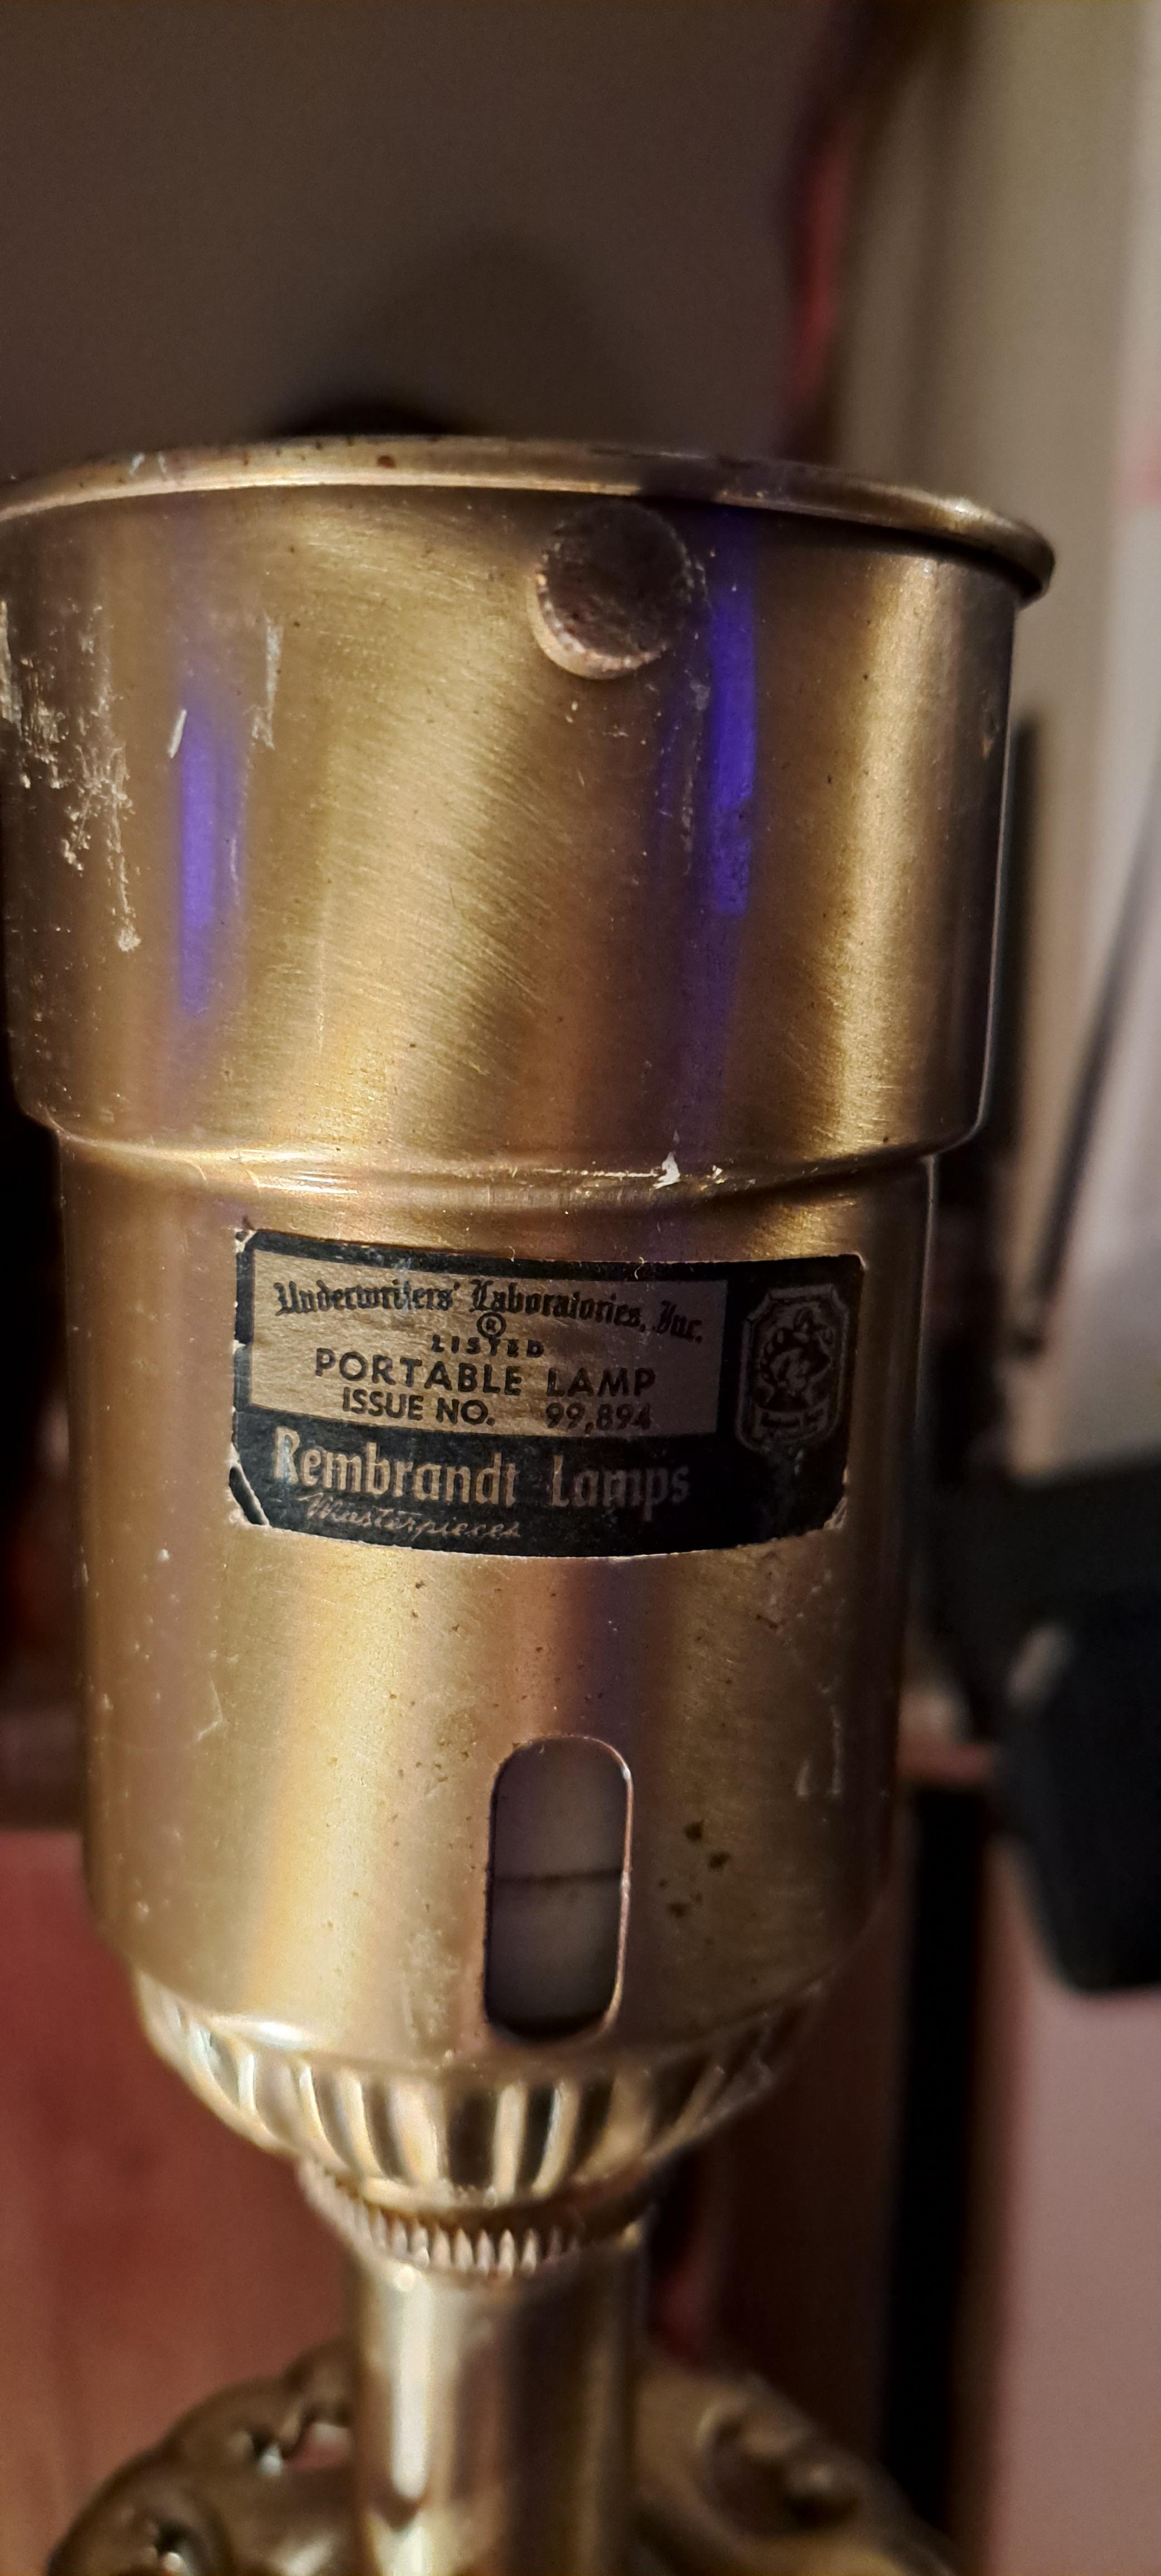 Underwriters' Laboratories, Inc.
®
LISTED
PORTABLE LAMP
ISSUE NO. 99,894
Rembrandt Lamps
Masterpieces